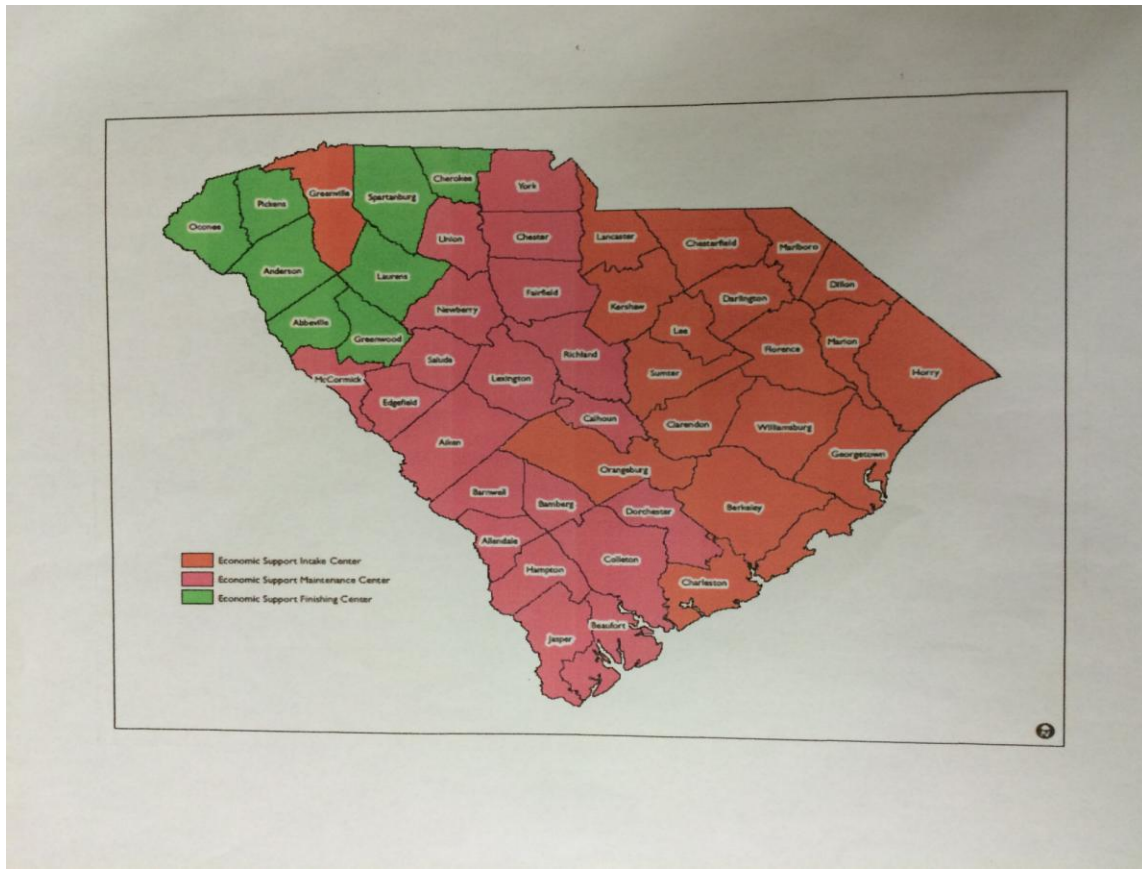 Cherokee
York
Greenville
Spartanburg
Pickens
Oconee
Union
Chester
Lancaster
Chesterfield
Marlboro
Anderson
Laurens
Dillon
Fairfield
Darlington
Kershaw
Newberry
Abbeville
Greenwood
Lee
Marion
Florence
Richland
Saluda
Lexington
Sumter
Horry
McCormick
Edgefield
Calhoun
Clarendon
Williamsburg
Aiken
Georgetown
Orangeburg
Barnwell
Bamberg
Dorchester
Berkeley
Allendale
Colleton
Hampton
Charleston
Beaufort
Jasper
Economic Support Intake Center
Economic Support Maintenance Center
Economic Support Finishing Center